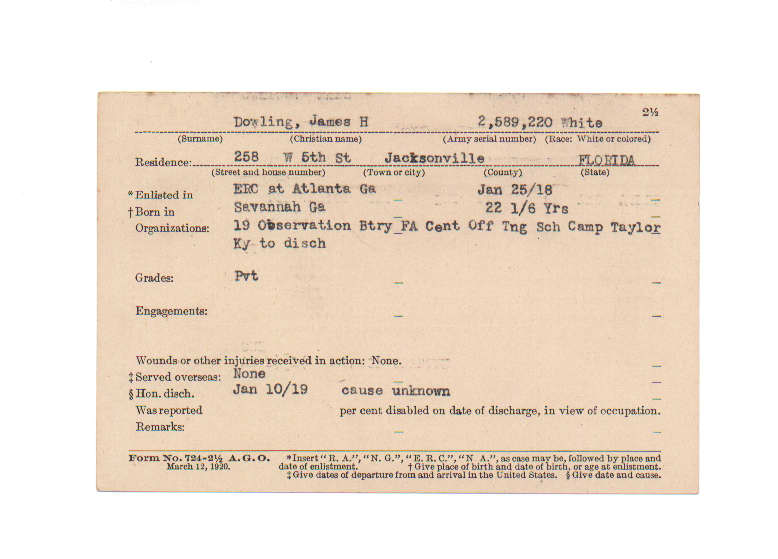 2½
Dowling, James H 2,589,220 White
(Surname) (Christian name) (Army serial number) (Race: White or colored)
Residence: 258 W 5th St Jacksonville FLORIDA
(Street and house number) (Town or city) (County) (State)
*Enlisted in ERC at Atlanta Ga Jan 25/18
†Born in Savannah Ga 22 1/6 Yrs
Organizations: 19 Observation Btry FA Cent Off Tng Sch Camp Taylor
Ky to disch
Grades: Pvt
Engagements:
Wounds or other injuries received in action: None.
‡Served overseas: None
§Hon. disch. Jan 10/19 cause unknown
Was reported per cent disabled on date of discharge, in view of occupation.
Remarks:
Form No. 724-2½ A. G. O. *Insert "R. A.", "N. G.", "E. R. C.", "N A.", as case may be, followed by place and
March 12, 1920. date of enlistment. †Give place of birth and date of birth, or age at enlistment.
‡Give dates of departure from and arrival in the United States. §Give date and cause.